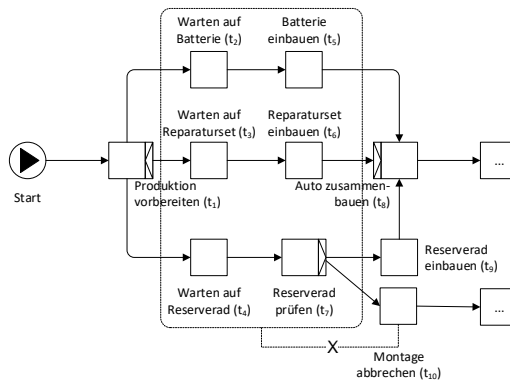 Warten auf
Batterie (t₂)
Batterie
einbauen (t₅)
Warten auf
Reparaturset (t₃)
Reparaturset
einbauen (t₆)
Start
Produktion
vorbereiten (t₁)
Auto zusammen-
bauen (t₈)
...
Warten auf
Reserverad (t₄)
Reserverad
prüfen (t₇)
Reserverad
einbauen (t₉)
...
X
Montage
abbrechen (t₁₀)